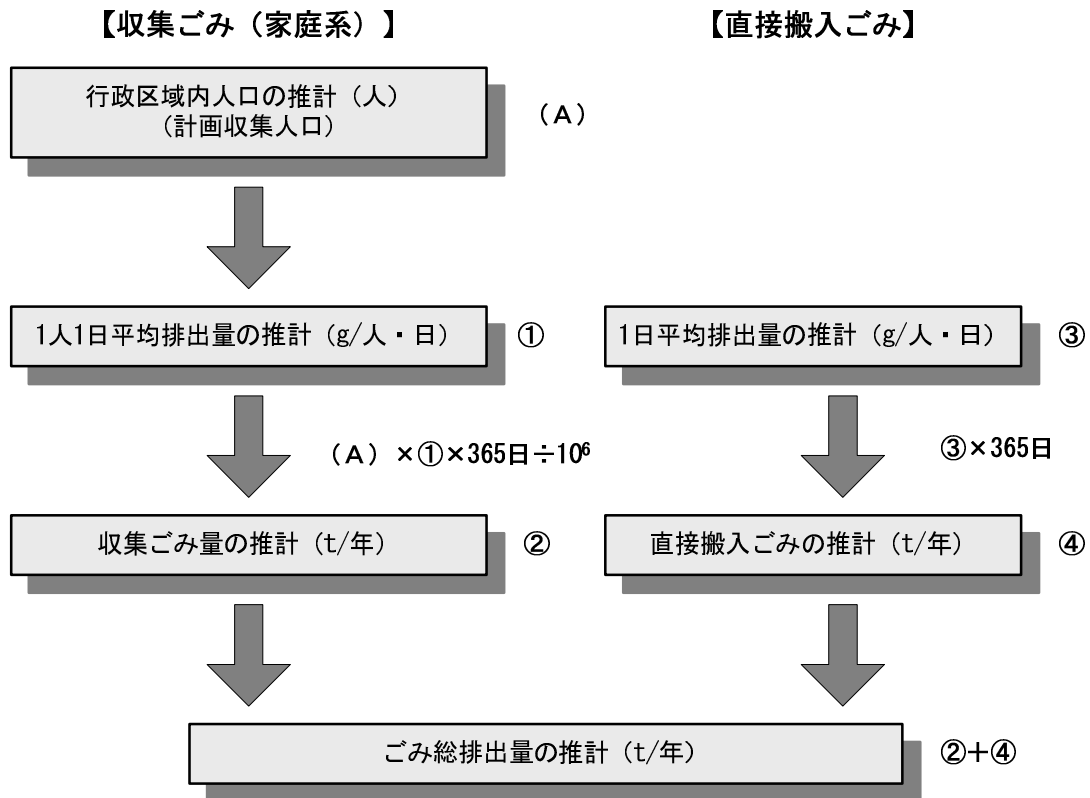 【収集ごみ（家庭系）】
【直接搬入ごみ】
行政区域内人口の推計（人）
（計画収集人口）
（Ａ）
1人1日平均排出量の推計（g/人・日）
①
1日平均排出量の推計（g/人・日）
③
（Ａ）×①×365日÷10⁶
③×365日
収集ごみ量の推計（t/年）
②
直接搬入ごみの推計（t/年）
④
ごみ総排出量の推計（t/年）
②＋④